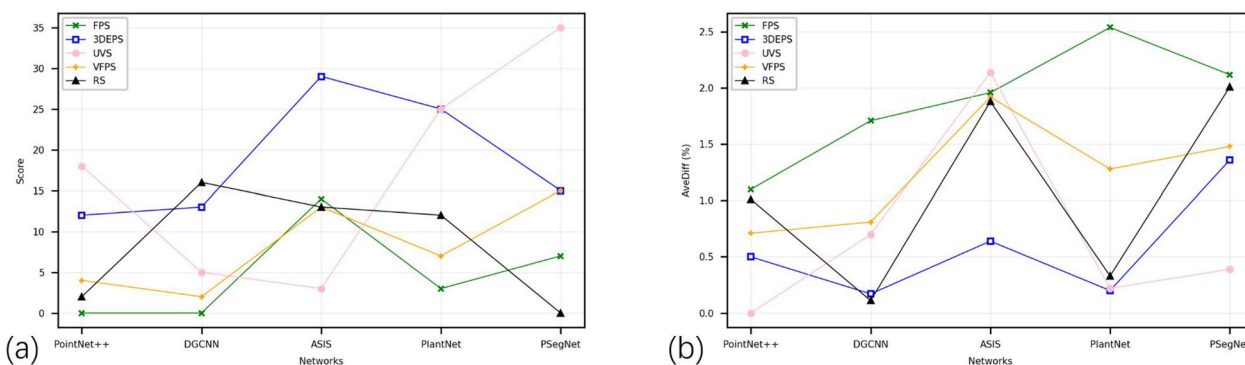 35
30
25
20
15
10
5
0
Score
FPS
3DEPS
UVS
VFPS
RS
PointNet++ DGCNN ASIS PlantNet PSegNet
Networks
(a)
2.5
2.0
1.5
1.0
0.5
0.0
AveDiff (%)
FPS
3DEPS
UVS
VFPS
RS
PointNet++ DGCNN ASIS PlantNet PSegNet
Networks
(b)